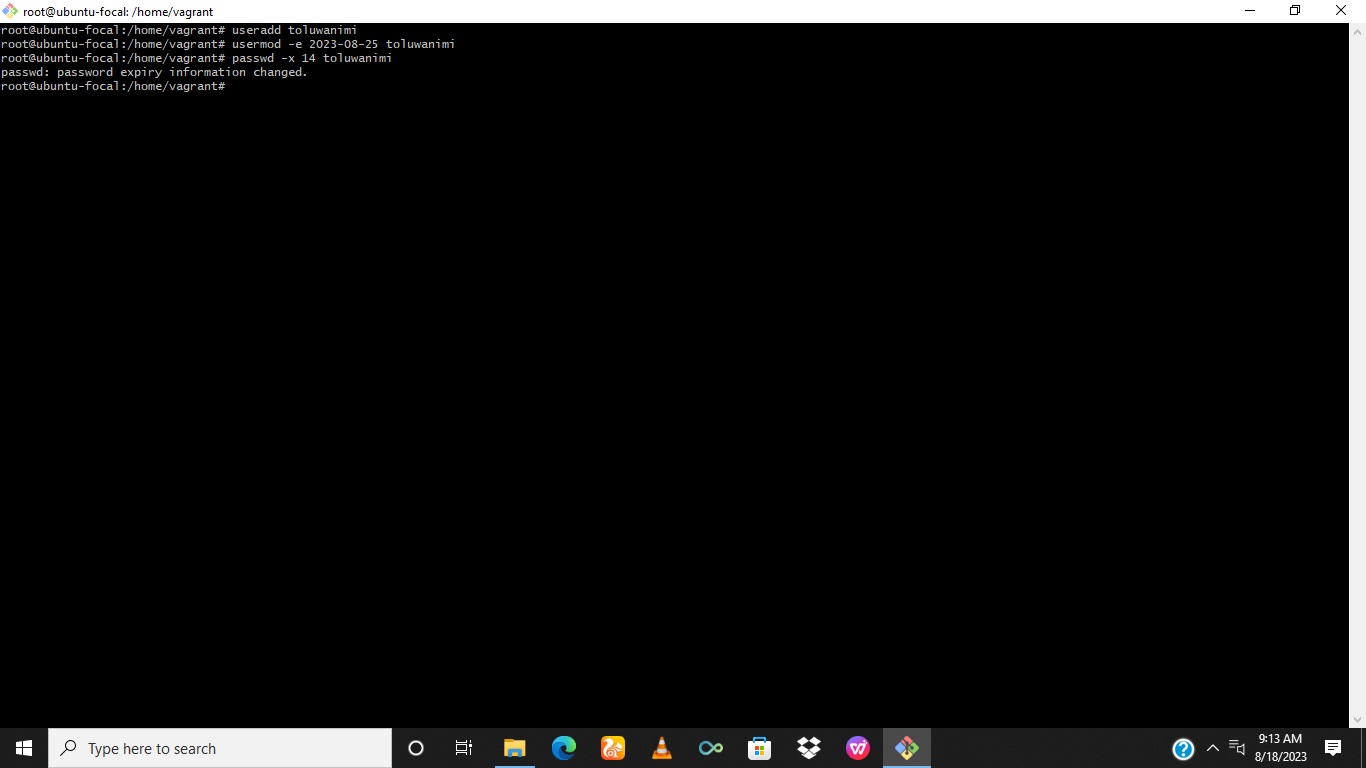 root@ubuntu-focal: /home/vagrant
root@ubuntu-focal:/home/vagrant# useradd toluwanimi
root@ubuntu-focal:/home/vagrant# usermod -e 2023-08-25 toluwanimi
root@ubuntu-focal:/home/vagrant# passwd -x 14 toluwanimi
passwd: password expiry information changed.
root@ubuntu-focal:/home/vagrant#
Type here to search
9:13 AM
8/18/2023